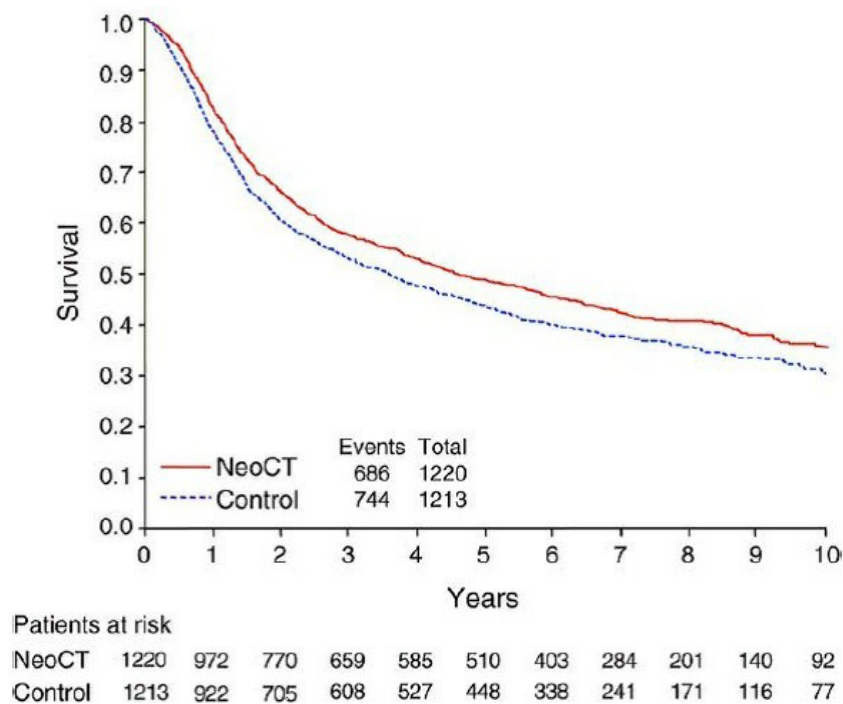 1.0
0.9
0.8
0.7
0.6
0.5
0.4
0.3
0.2
0.1
0.0
Survival
Events Total
NeoCT 686 1220
Control 744 1213
0 1 2 3 4 5 6 7 8 9 10
Years
Patients at risk
NeoCT 1220 972 770 659 585 510 403 284 201 140 92
Control 1213 922 705 608 527 448 338 241 171 116 77